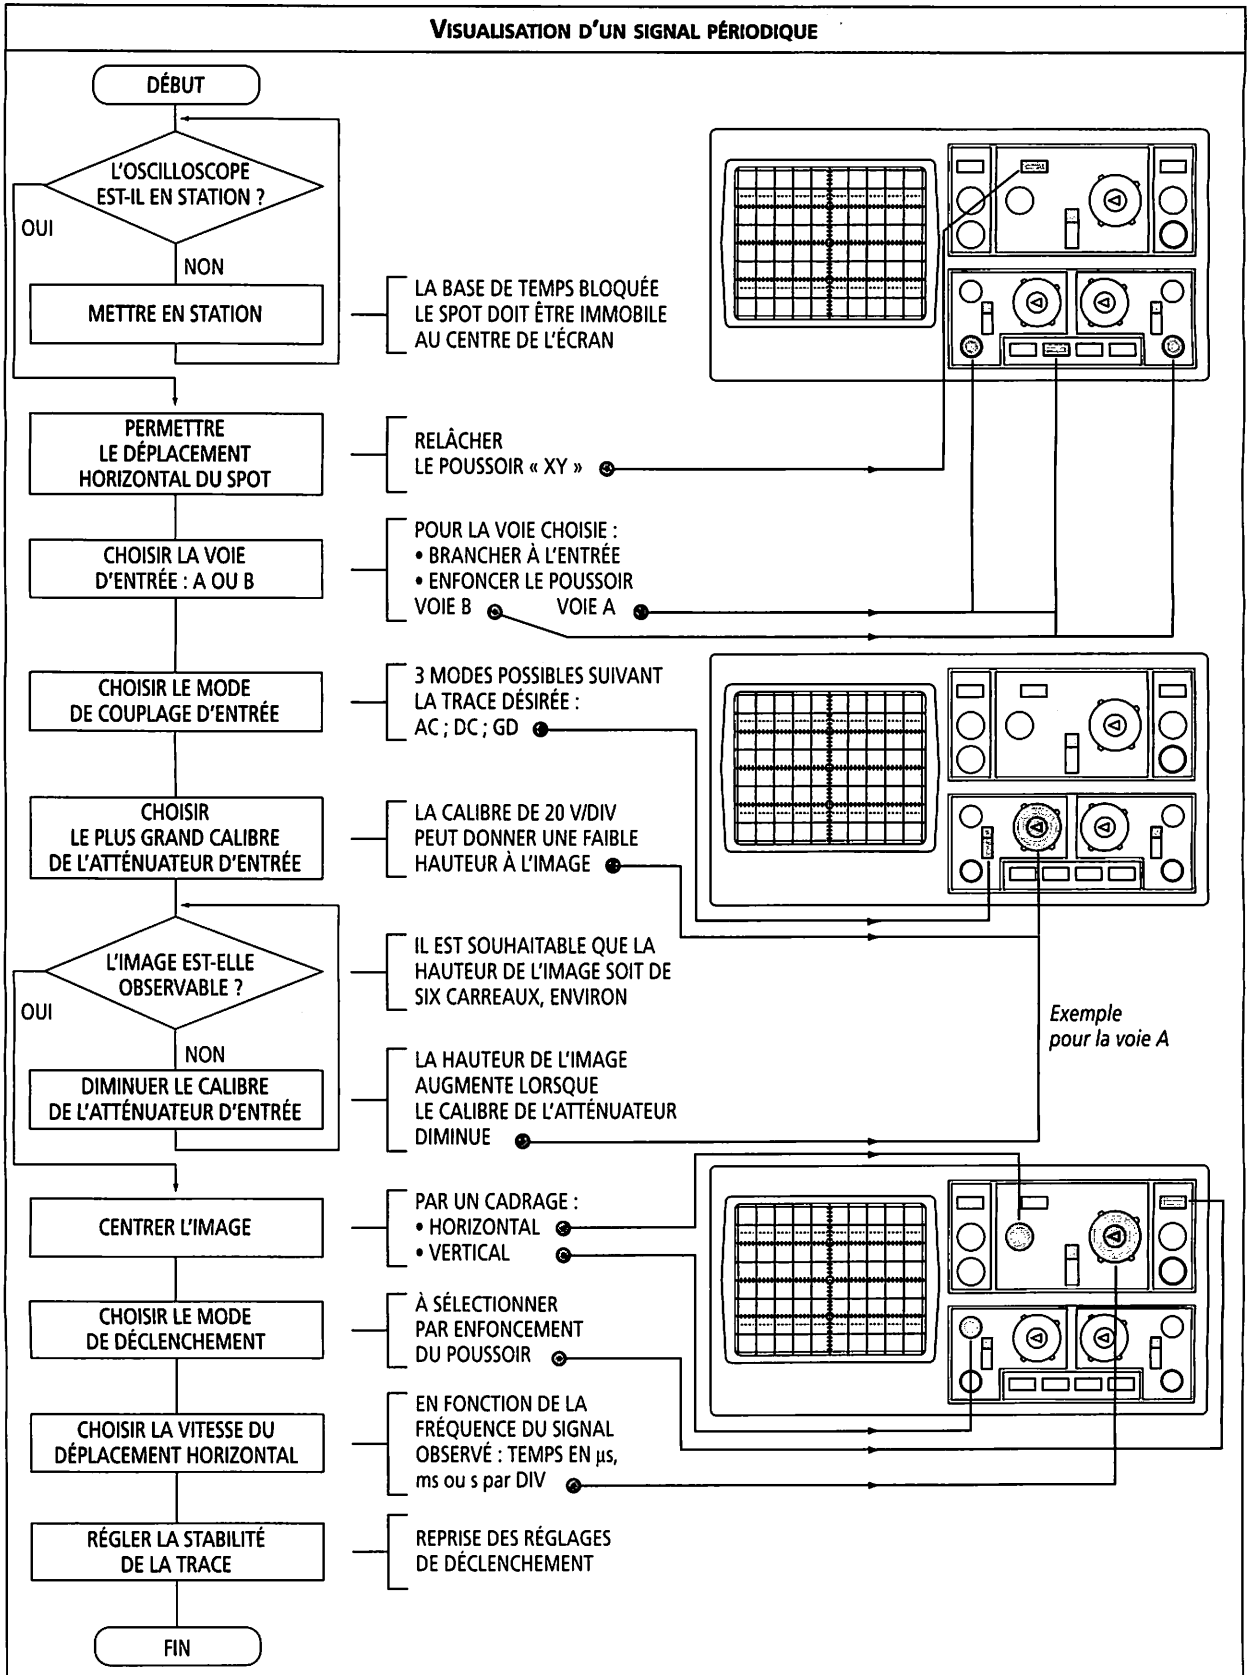 VISUALISATION D'UN SIGNAL PÉRIODIQUE
DÉBUT
L'OSCILLOSCOPE
EST-IL EN STATION ?
OUI
NON
METTRE EN STATION
LA BASE DE TEMPS BLOQUÉE
LE SPOT DOIT ÊTRE IMMOBILE
AU CENTRE DE L'ÉCRAN
PERMETTRE
LE DÉPLACEMENT
HORIZONTAL DU SPOT
RELÂCHER
LE POUSSOIR « XY »
CHOISIR LA VOIE
D'ENTRÉE : A OU B
POUR LA VOIE CHOISIE :
• BRANCHER À L'ENTRÉE
• ENFONCER LE POUSSOIR
VOIE B VOIE A
CHOISIR LE MODE
DE COUPLAGE D'ENTRÉE
3 MODES POSSIBLES SUIVANT
LA TRACE DÉSIRÉE :
AC ; DC ; GD
CHOISIR
LE PLUS GRAND CALIBRE
DE L'ATTÉNUATEUR D'ENTRÉE
LA CALIBRE DE 20 V/DIV
PEUT DONNER UNE FAIBLE
HAUTEUR À L'IMAGE
L'IMAGE EST-ELLE
OBSERVABLE ?
OUI
NON
IL EST SOUHAITABLE QUE LA
HAUTEUR DE L'IMAGE SOIT DE
SIX CARREAUX, ENVIRON
Exemple
pour la voie A
DIMINUER LE CALIBRE
DE L'ATTÉNUATEUR D'ENTRÉE
LA HAUTEUR DE L'IMAGE
AUGMENTE LORSQUE
LE CALIBRE DE L'ATTÉNUATEUR
DIMINUE
CENTRER L'IMAGE
PAR UN CADRAGE :
• HORIZONTAL
• VERTICAL
CHOISIR LE MODE
DE DÉCLENCHEMENT
À SÉLECTIONNER
PAR ENFONCEMENT
DU POUSSOIR
CHOISIR LA VITESSE DU
DÉPLACEMENT HORIZONTAL
EN FONCTION DE LA
FRÉQUENCE DU SIGNAL
OBSERVÉ : TEMPS EN µs,
ms ou s par DIV
RÉGLER LA STABILITÉ
DE LA TRACE
REPRISE DES RÉGLAGES
DE DÉCLENCHEMENT
FIN